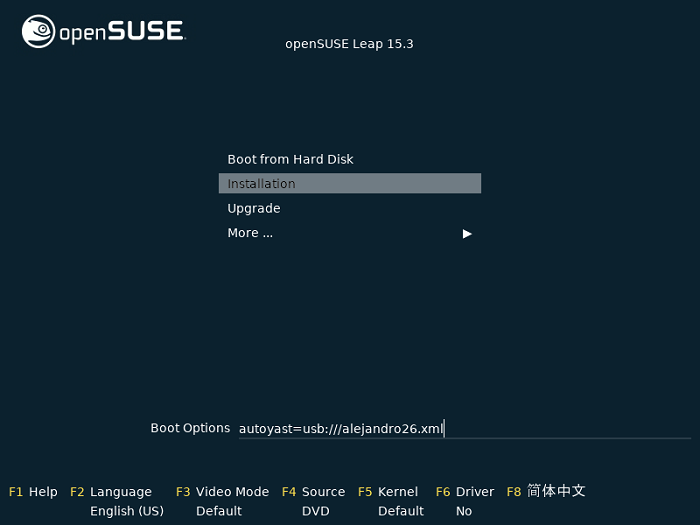 openSUSE
openSUSE Leap 15.3
Boot from Hard Disk
Installation
Upgrade
More ...
Boot Options autoyast=usb:///alejandro26.xml
F1 Help F2 Language F3 Video Mode F4 Source F5 Kernel F6 Driver F8 简体中文
English (US) Default DVD Default No